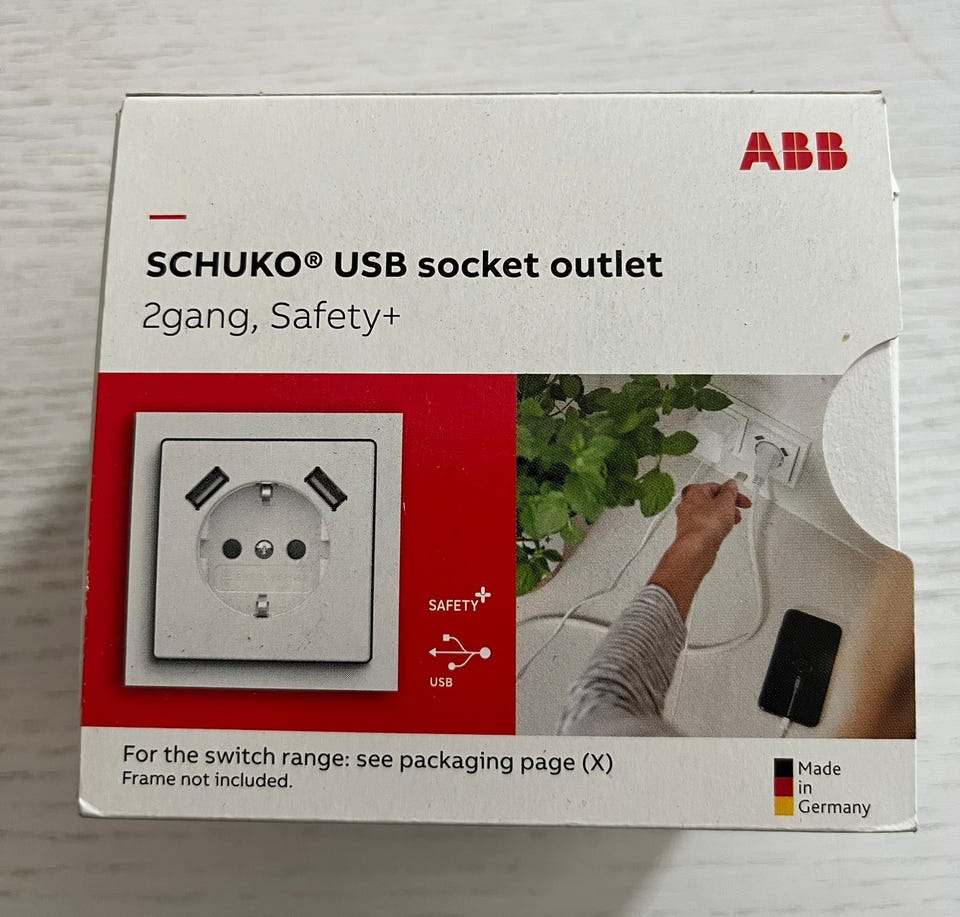 ABB
SCHUKO® USB socket outlet
2gang, Safety+
SAFETY+
USB
For the switch range: see packaging page (X)
Frame not included.
Made
in
Germany